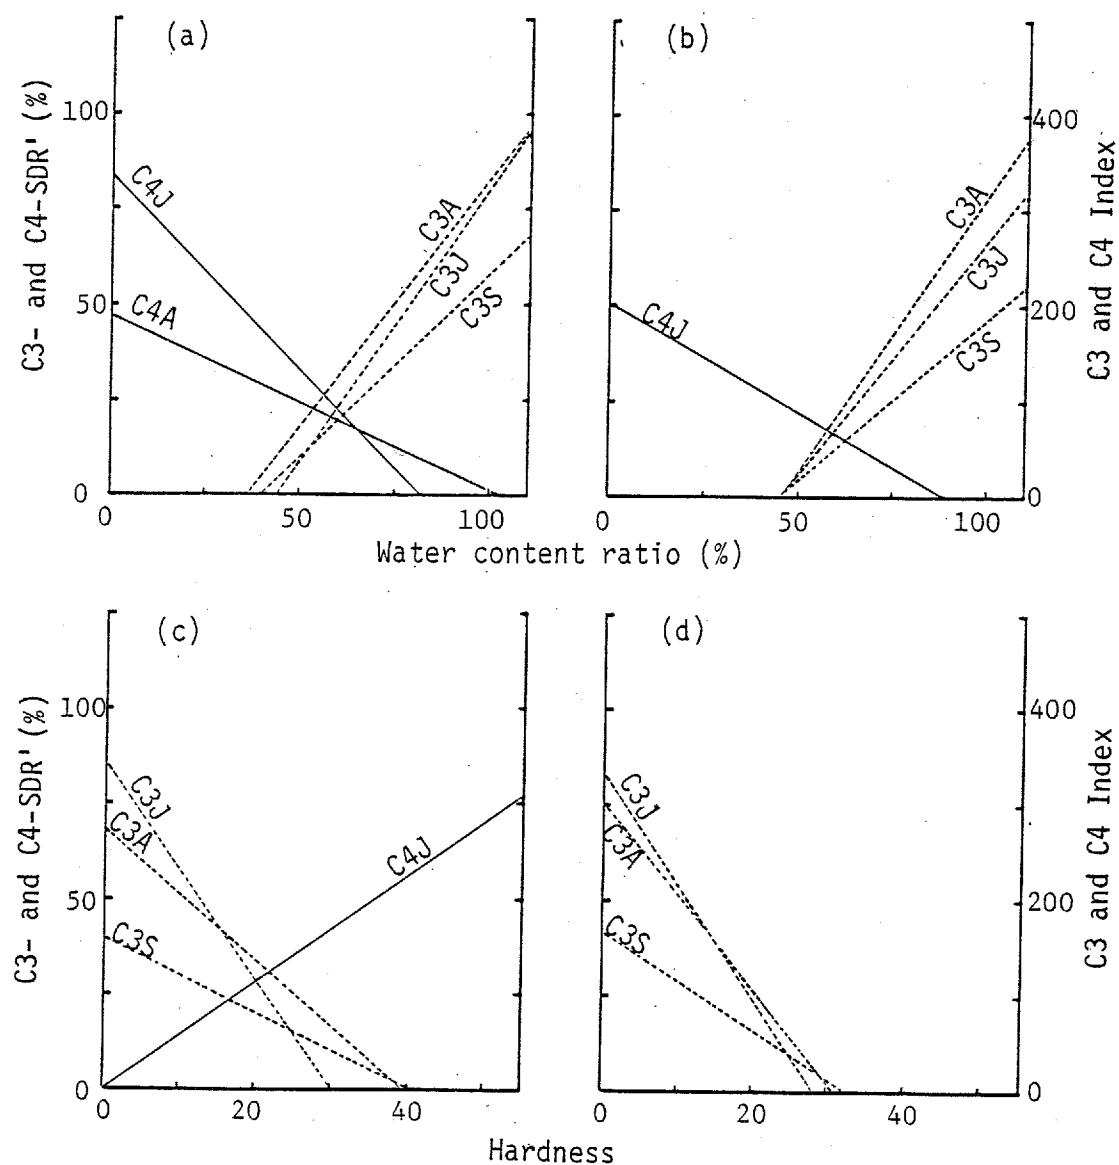 (a)
(b)
C3- and C4-SDR' (%)
100
50
0
C4J
C4A
C3A
C3J
C3S
0
50
100
C4J
C3A
C3J
C3S
400
200
0
C3 and C4 Index
0
50
100
Water content ratio (%)
(c)
(d)
C3- and C4-SDR' (%)
100
50
0
C3J
C3A
C3S
C4J
0
20
40
C3J
C3A
C3S
400
200
0
C3 and C4 Index
0
20
40
Hardness